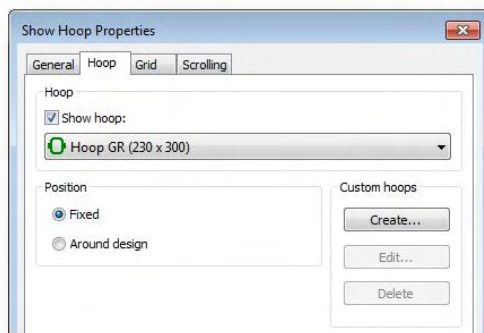 Show Hoop Properties
General Hoop Grid Scrolling
Hoop
Show hoop:
Hoop GR (230 x 300)
Position
Fixed
Around design
Custom hoops
Create...
Edit...
Delete